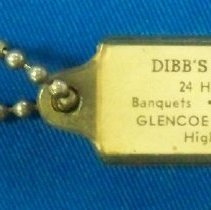 DIBB'S
24 H
Banquets •
GLENCOE
High